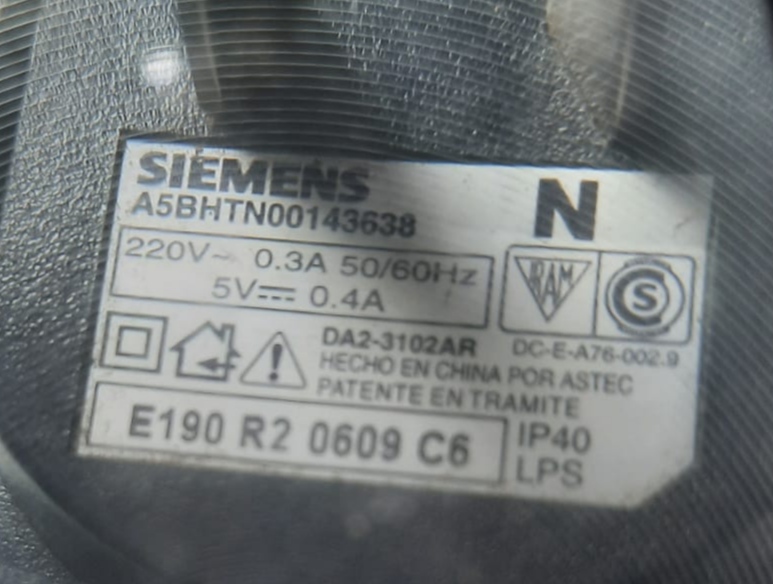 SIEMENS
N
A5BHTN00143638
220V~ 0.3A 50/60Hz
5V⎓ 0.4A
IRAM
S
DA2-3102AR
DC-E-A76-002.9
HECHO EN CHINA POR ASTEC
PATENTE EN TRAMITE
E190 R2 0609 C6
IP40
LPS